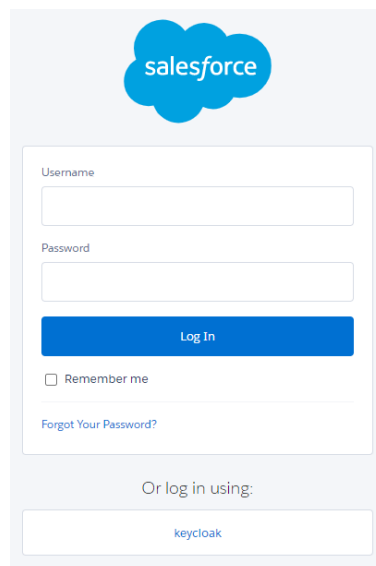 salesforce
Username
Password
Log In
Remember me
Forgot Your Password?
Or log in using:
keycloak